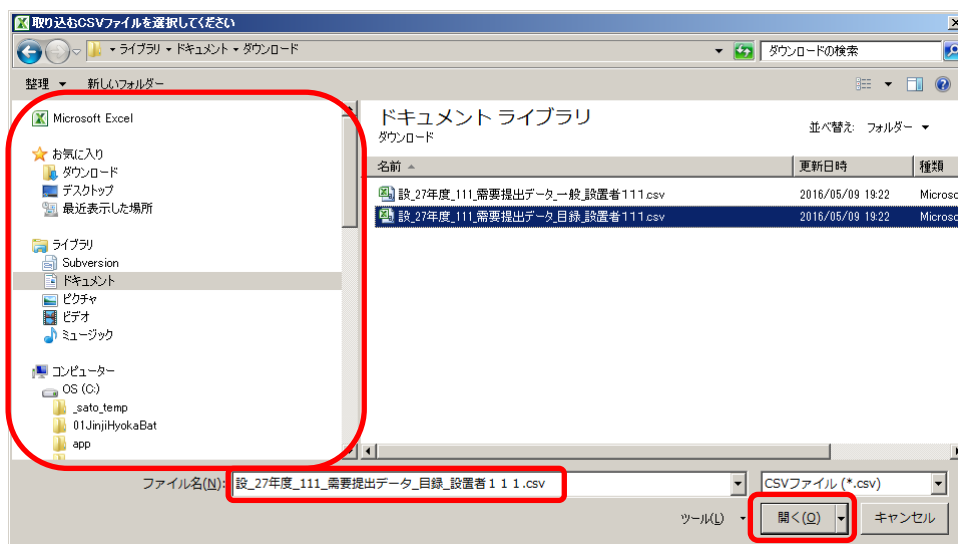 取り込むCSVファイルを選択してください
ライブラリ ▾ ドキュメント ▾ ダウンロード
ダウンロードの検索
整理 ▼ 新しいフォルダー
Microsoft Excel
お気に入り
ダウンロード
デスクトップ
最近表示した場所
ライブラリ
Subversion
ドキュメント
ピクチャ
ビデオ
ミュージック
コンピューター
OS (C:)
_sato_temp
01JinjiHyokaBat
app
ドキュメント ライブラリ
ダウンロード
並べ替え: フォルダー ▼
名前 更新日時 種類
設_27年度_111_需要提出データ_一般_設置者111.csv 2016/05/09 19:22 Microsc
設_27年度_111_需要提出データ_目録_設置者111.csv 2016/05/09 19:22 Microsc
ファイル名(N): 設_27年度_111_需要提出データ_目録_設置者１１１.csv CSVファイル (*.csv)
ツール(L) 開く(O) キャンセル